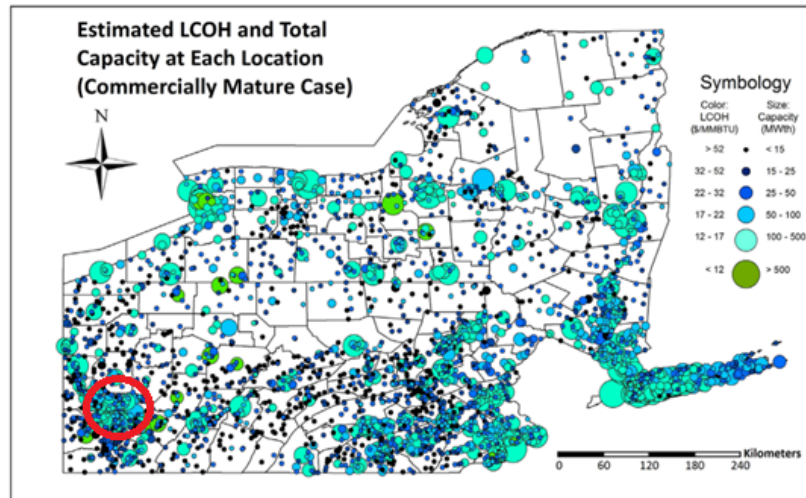 Estimated LCOH and Total
Capacity at Each Location
(Commercially Mature Case)
N
Symbology
Color: Size:
LCOH Capacity
($/MMBTU) (MWth)
> 52 < 15
32 - 52 15 - 25
22 - 32 25 - 50
17 - 22 50 - 100
12 - 17 100 - 500
< 12 > 500
Kilometers
0 60 120 180 240